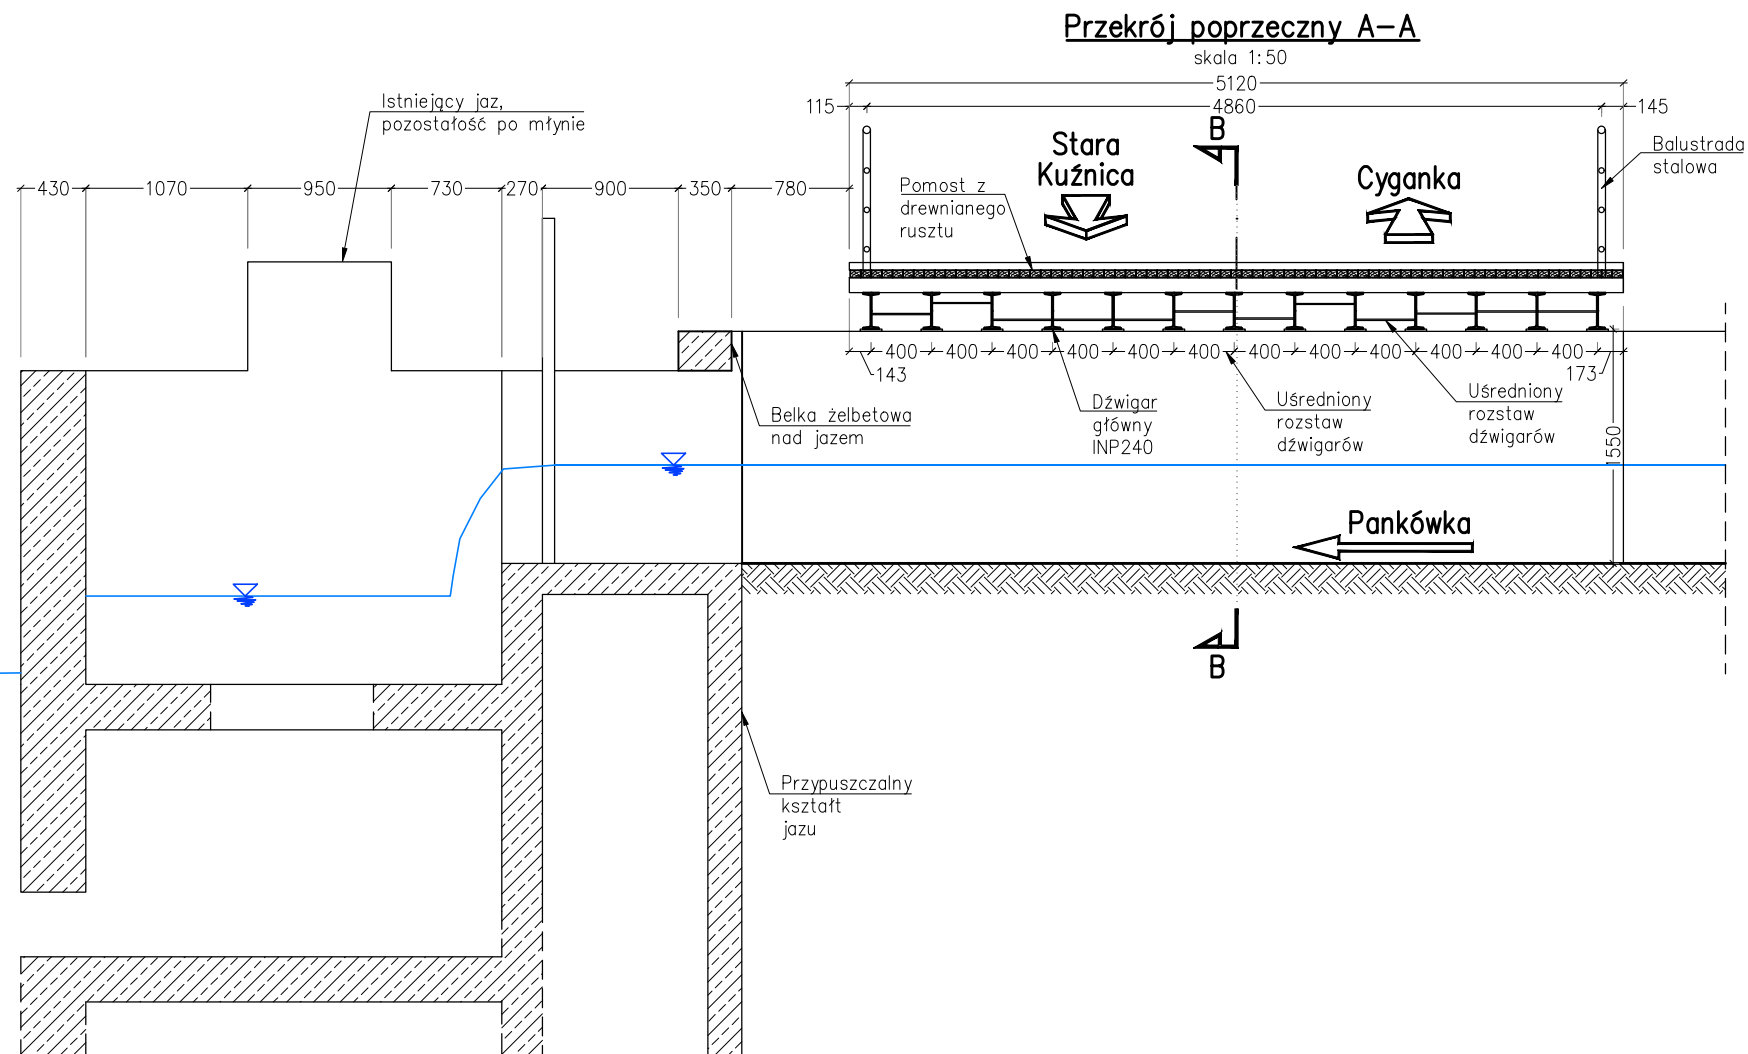 Przekrój poprzeczny A-A
skala 1:50
5120
115
4860
145
Istniejący jaz,
pozostałość po młynie
B
Stara
Kuźnica
Cyganka
Balustrada
stalowa
Pomost z
drewnianego
rusztu
430
1070
950
730
270
900
350
780
400
400
400
400
400
400
400
400
400
400
400
400
143
173
Belka żelbetowa
nad jazem
Dźwigar
główny
INP240
Uśredniony
rozstaw
dźwigarów
Uśredniony
rozstaw
dźwigarów
1550
Pankówka
B
Przypuszczalny
kształt
jazu